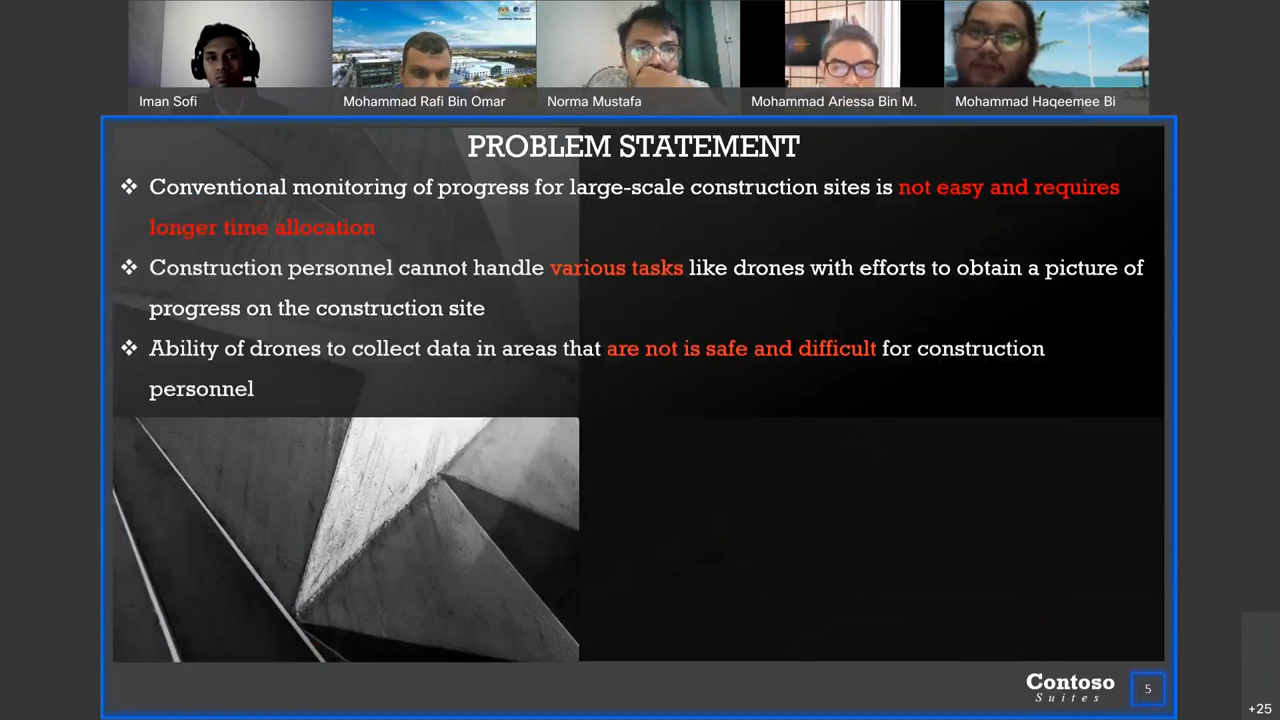 Iman Sofi
Mohammad Rafi Bin Omar
Norma Mustafa
Mohammad Ariessa Bin M.
Mohammad Haqeemee Bi
PROBLEM STATEMENT
❖ Conventional monitoring of progress for large-scale construction sites is not easy and requires
longer time allocation
❖ Construction personnel cannot handle various tasks like drones with efforts to obtain a picture of
progress on the construction site
❖ Ability of drones to collect data in areas that are not is safe and difficult for construction
personnel
Contoso
Suites
5
+25